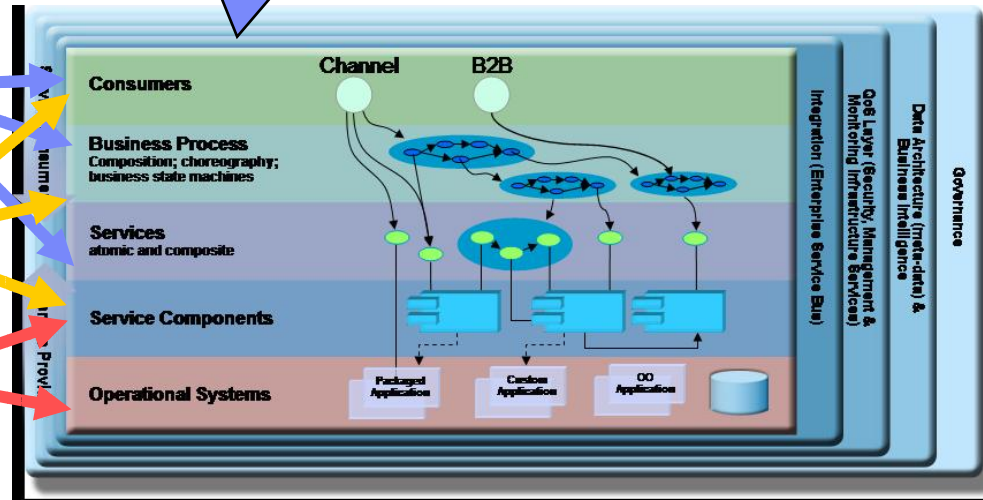 Channel
B2B
Consumers
Business Process
Composition; choreography;
business state machines
Services
atomic and composite
Service Components
Operational Systems
Packaged
Application
Custom
Application
OO
Application
Integration (Enterprise Service Bus)
QoS Layer (Security, Management &
Monitoring Infrastructure Services)
Data Architecture (meta-data) &
Business Intelligence
Governance